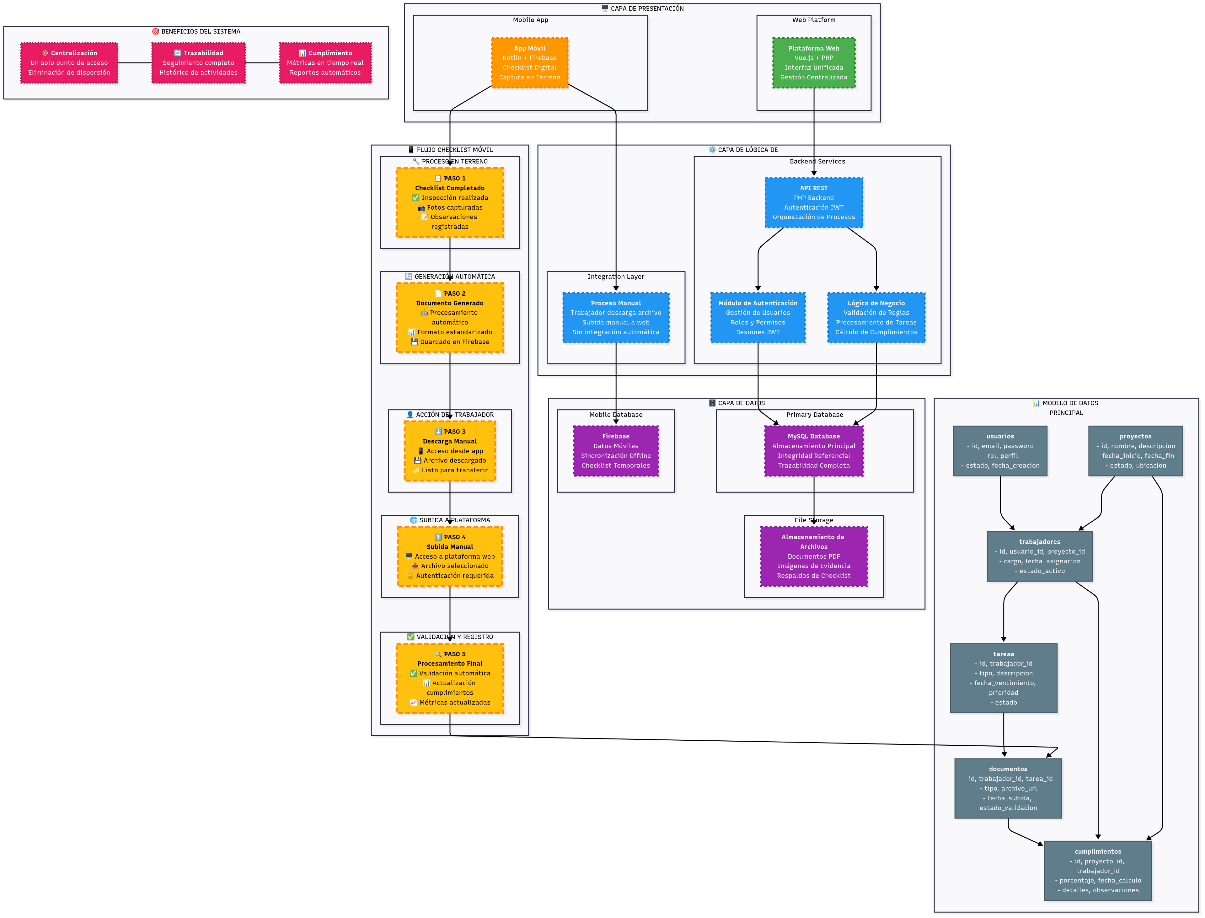 🖥️ CAPA DE PRESENTACIÓN
Mobile App
App Móvil
Kotlin + Firebase
Checklist Digital
Captura en Terreno
Web Platform
Plataforma Web
Vue.js + PHP
Interfaz Unificada
Gestión Centralizada
🎯 BENEFICIOS DEL SISTEMA
🎯 Centralización
Un solo punto de acceso
Eliminación de dispersión
🔄 Trazabilidad
Seguimiento completo
Histórico de actividades
📊 Cumplimiento
Métricas en tiempo real
Reportes automáticos
📱 FLUJO CHECKLIST MÓVIL
🔧 PROCESO EN TERRENO
📋 PASO 1
Checklist Completado
✅ Inspección realizada
📷 Fotos capturadas
📝 Observaciones
registradas
🔄 GENERACIÓN AUTOMÁTICA
📄 PASO 2
Documento Generado
🤖 Procesamiento
automático
📊 Formato estandarizado
💾 Guardado en Firebase
👤 ACCIÓN DEL TRABAJADOR
⬇️ PASO 3
Descarga Manual
📱 Acceso desde app
💾 Archivo descargado
📁 Listo para transferir
🌐 SUBIDA A PLATAFORMA
⬆️ PASO 4
Subida Manual
🖥️ Acceso a plataforma web
📤 Archivo seleccionado
🔐 Autenticación requerida
✅ VALIDACIÓN Y REGISTRO
🔍 PASO 5
Procesamiento Final
✅ Validación automática
📊 Actualización
cumplimientos
📈 Métricas actualizadas
⚙️ CAPA DE LÓGICA DE
Backend Services
API REST
PHP Backend
Autenticación JWT
Orquestación de Procesos
Integration Layer
Proceso Manual
Trabajador descarga archivo
Subida manual a web
Sin integración automática
Módulo de Autenticación
Gestión de Usuarios
Roles y Permisos
Sesiones JWT
Lógica de Negocio
Validación de Reglas
Procesamiento de Tareas
Cálculo de Cumplimientos
🗄️ CAPA DE DATOS
Mobile Database
Firebase
Datos Móviles
Sincronización Offline
Checklist Temporales
Primary Database
MySQL Database
Almacenamiento Principal
Integridad Referencial
Trazabilidad Completa
File Storage
Almacenamiento de
Archivos
Documentos PDF
Imágenes de Evidencia
Respaldos de Checklist
📊 MODELO DE DATOS
PRINCIPAL
usuarios
- id, email, password
rol, perfil
- estado, fecha_creacion
proyectos
- id, nombre, descripcion
fecha_inicio, fecha_fin
- estado, ubicacion
trabajadores
- id, usuario_id, proyecto_id
- cargo, fecha_asignacion
- estado_activo
tareas
- id, trabajador_id
- tipo, descripcion
- fecha_vencimiento,
prioridad
- estado
documentos
id, trabajador_id, tarea_id
- tipo, archivo_url
- fecha_subida,
estado_validacion
cumplimientos
- id, proyecto_id,
trabajador_id
- porcentaje, fecha_calculo
- detalles, observaciones